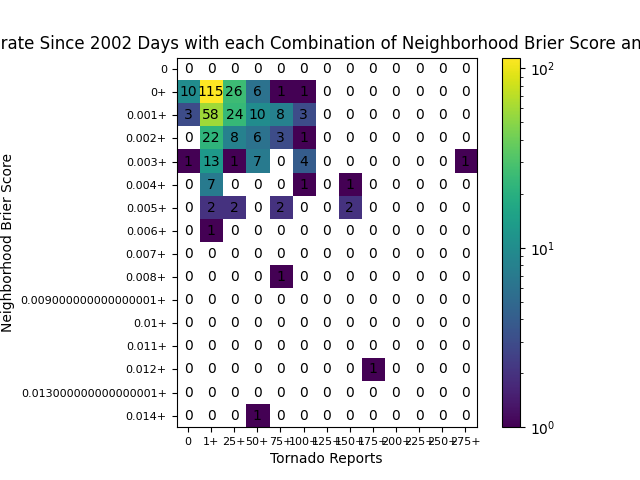 rate Since 2002 Days with each Combination of Neighborhood Brier Score an
0 0 0 0 0 0 0 0 0 0 0 0 0 0
0+ 10 115 26 6 1 1 0 0 0 0 0 0 0
0.001+ 3 58 24 10 8 3 0 0 0 0 0 0 0
0.002+ 0 22 8 6 3 1 0 0 0 0 0 0 0
0.003+ 1 13 1 7 0 4 0 0 0 0 0 0 1
0.004+ 0 7 0 0 0 1 0 1 0 0 0 0 0
0.005+ 0 2 2 0 2 0 0 2 0 0 0 0 0
0.006+ 0 1 0 0 0 0 0 0 0 0 0 0 0
0.007+ 0 0 0 0 0 0 0 0 0 0 0 0 0
0.008+ 0 0 0 0 1 0 0 0 0 0 0 0 0
0.009000000000000001+ 0 0 0 0 0 0 0 0 0 0 0 0 0
0.01+ 0 0 0 0 0 0 0 0 0 0 0 0 0
0.011+ 0 0 0 0 0 0 0 0 0 0 0 0 0
0.012+ 0 0 0 0 0 0 0 0 1 0 0 0 0
0.013000000000000001+ 0 0 0 0 0 0 0 0 0 0 0 0 0
0.014+ 0 0 0 1 0 0 0 0 0 0 0 0 0
0 1+ 25+ 50+ 75+ 100+ 125+ 150+ 175+ 200+ 225+ 250+ 275+
Tornado Reports
Neighborhood Brier Score
10²
10¹
10⁰